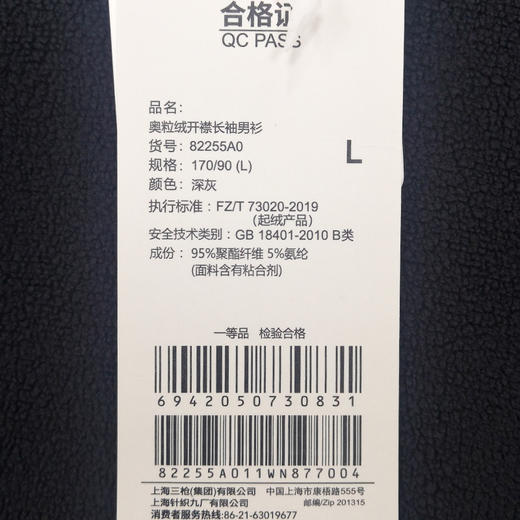 合格证
QC PASS
品名:
奥粒绒开襟长袖男衫
货号: 82255A0
L
规格: 170/90 (L)
颜色: 深灰
执行标准: FZ/T 73020-2019
(起绒产品)
安全技术类别: GB 18401-2010 B类
成份: 95%聚酯纤维 5%氨纶
(面料含有粘合剂)
一等品 检验合格
6942050730831
82255A011WN877004
上海三枪(集团)有限公司 中国上海市康梧路555号
上海针织九厂有限公司 邮编/Zip 201315
消费者服务热线:86-21-63019677